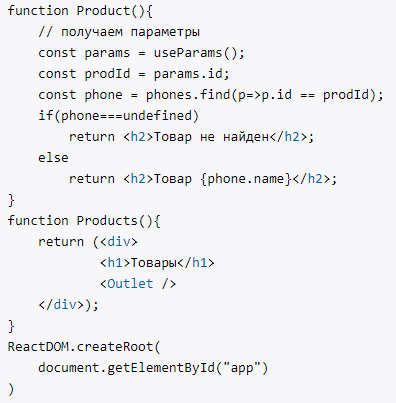 function Product(){
    // получаем параметры
    const params = useParams();
    const prodId = params.id;
    const phone = phones.find(p=>p.id == prodId);
    if(phone===undefined)
        return <h2>Товар не найден</h2>;
    else
        return <h2>Товар {phone.name}</h2>;
}
function Products(){
    return (<div>
            <h1>Товары</h1>
            <Outlet />
    </div>);
}
ReactDOM.createRoot(
    document.getElementById("app")
)